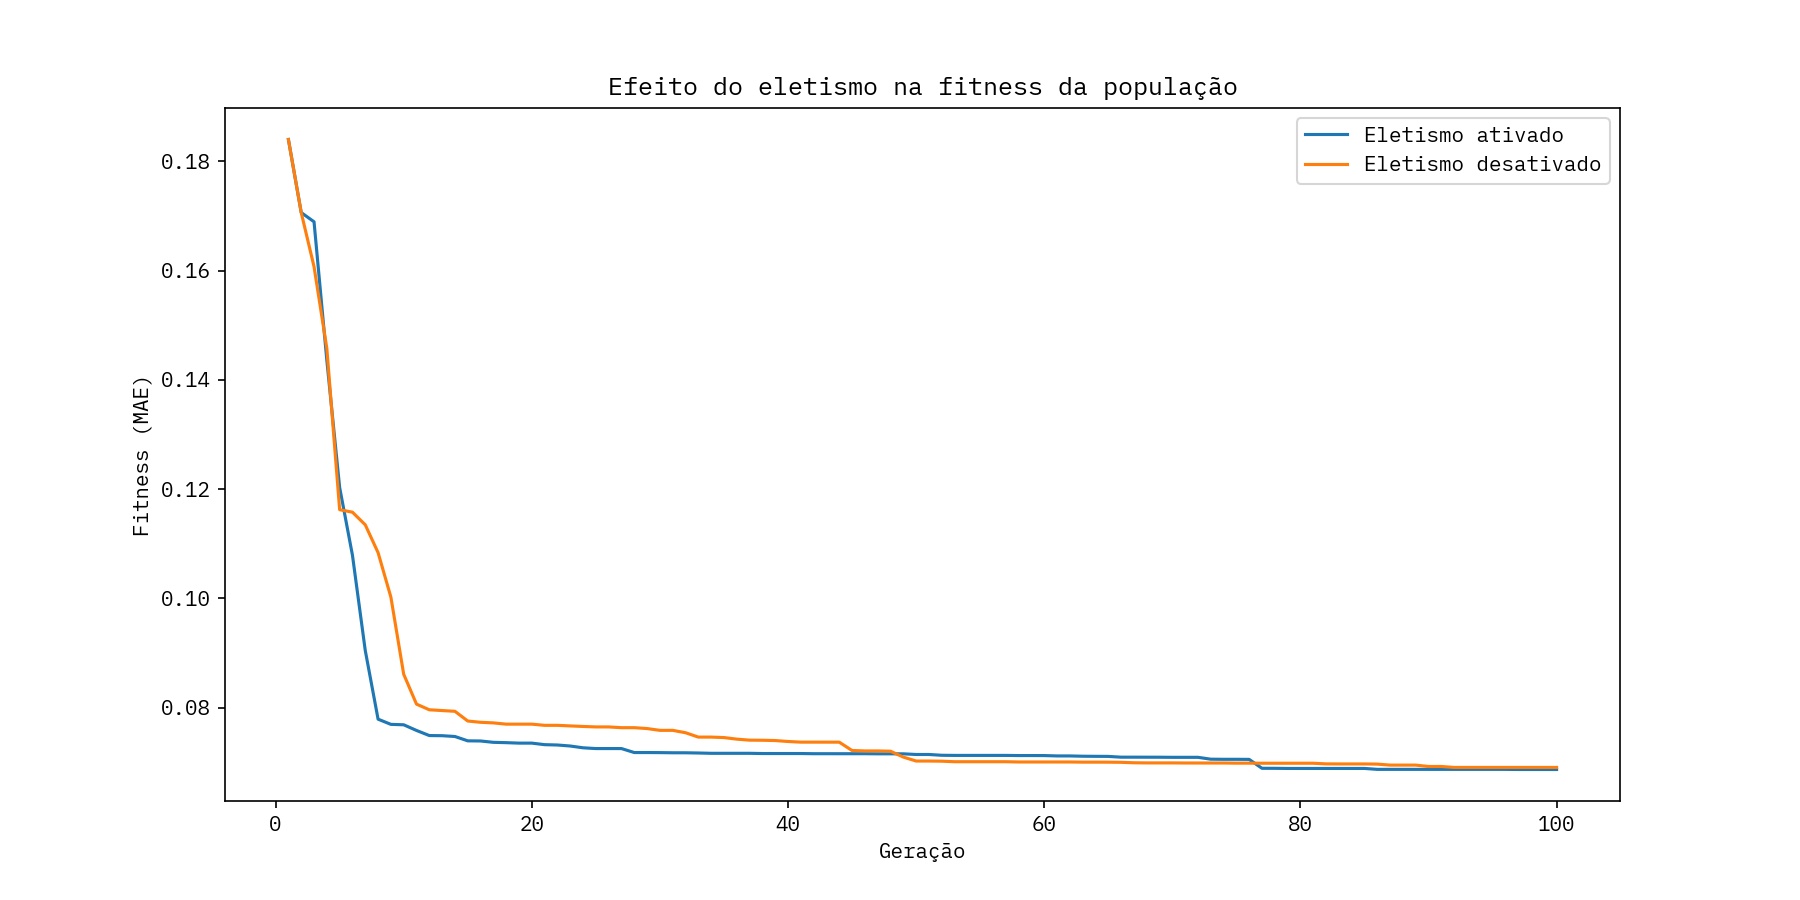 Efeito do eletismo na fitness da população
Eletismo ativado
Eletismo desativado
Fitness (MAE)
0.18
0.16
0.14
0.12
0.10
0.08
0
20
40
60
80
100
Geração